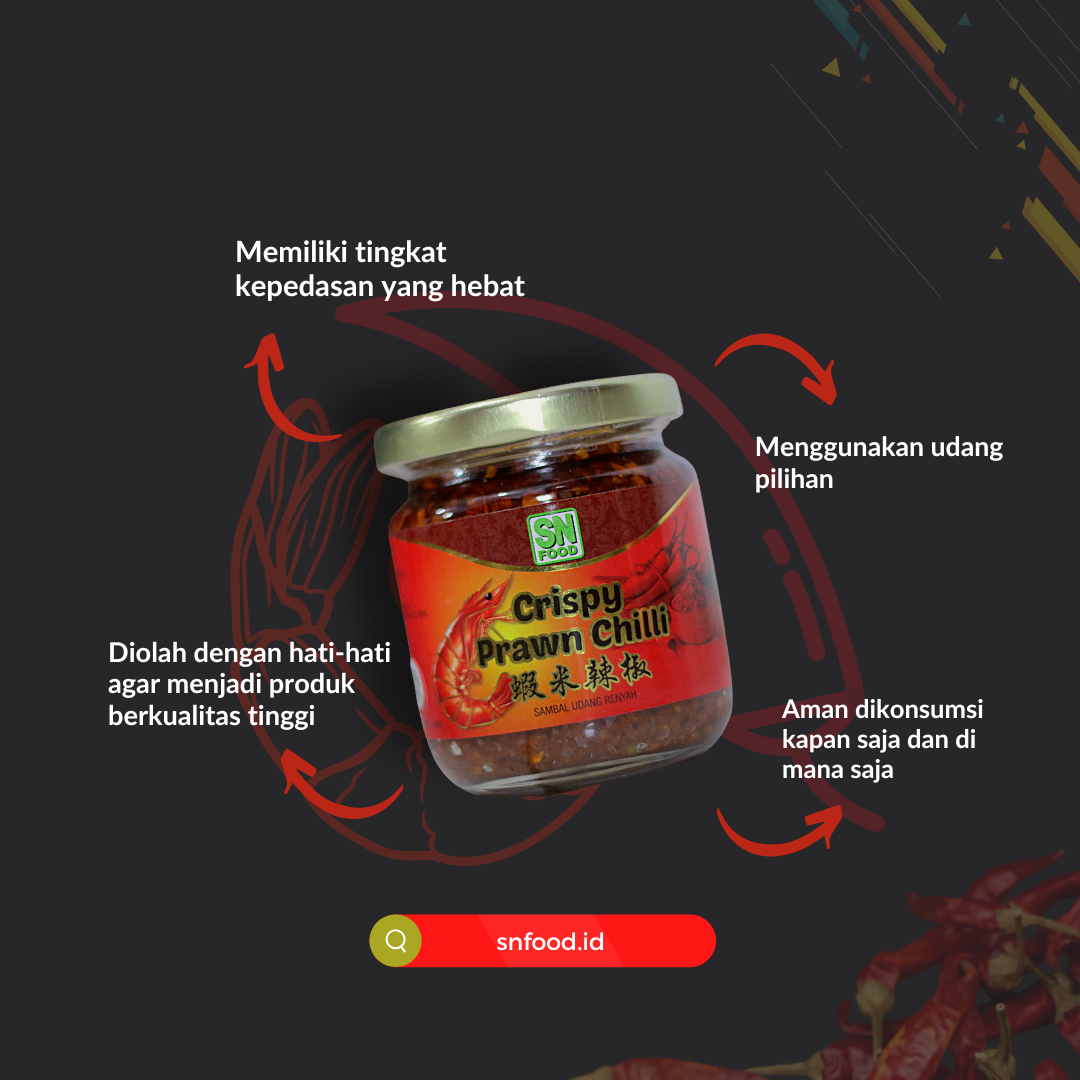 Memiliki tingkat
kepedasan yang hebat
Menggunakan udang
pilihan
SN
FOOD
Crispy
Prawn Chilli
蝦米辣椒
SAMBAL UDANG RENYAH
Diolah dengan hati-hati
agar menjadi produk
berkualitas tinggi
Aman dikonsumsi
kapan saja dan di
mana saja
snfood.id